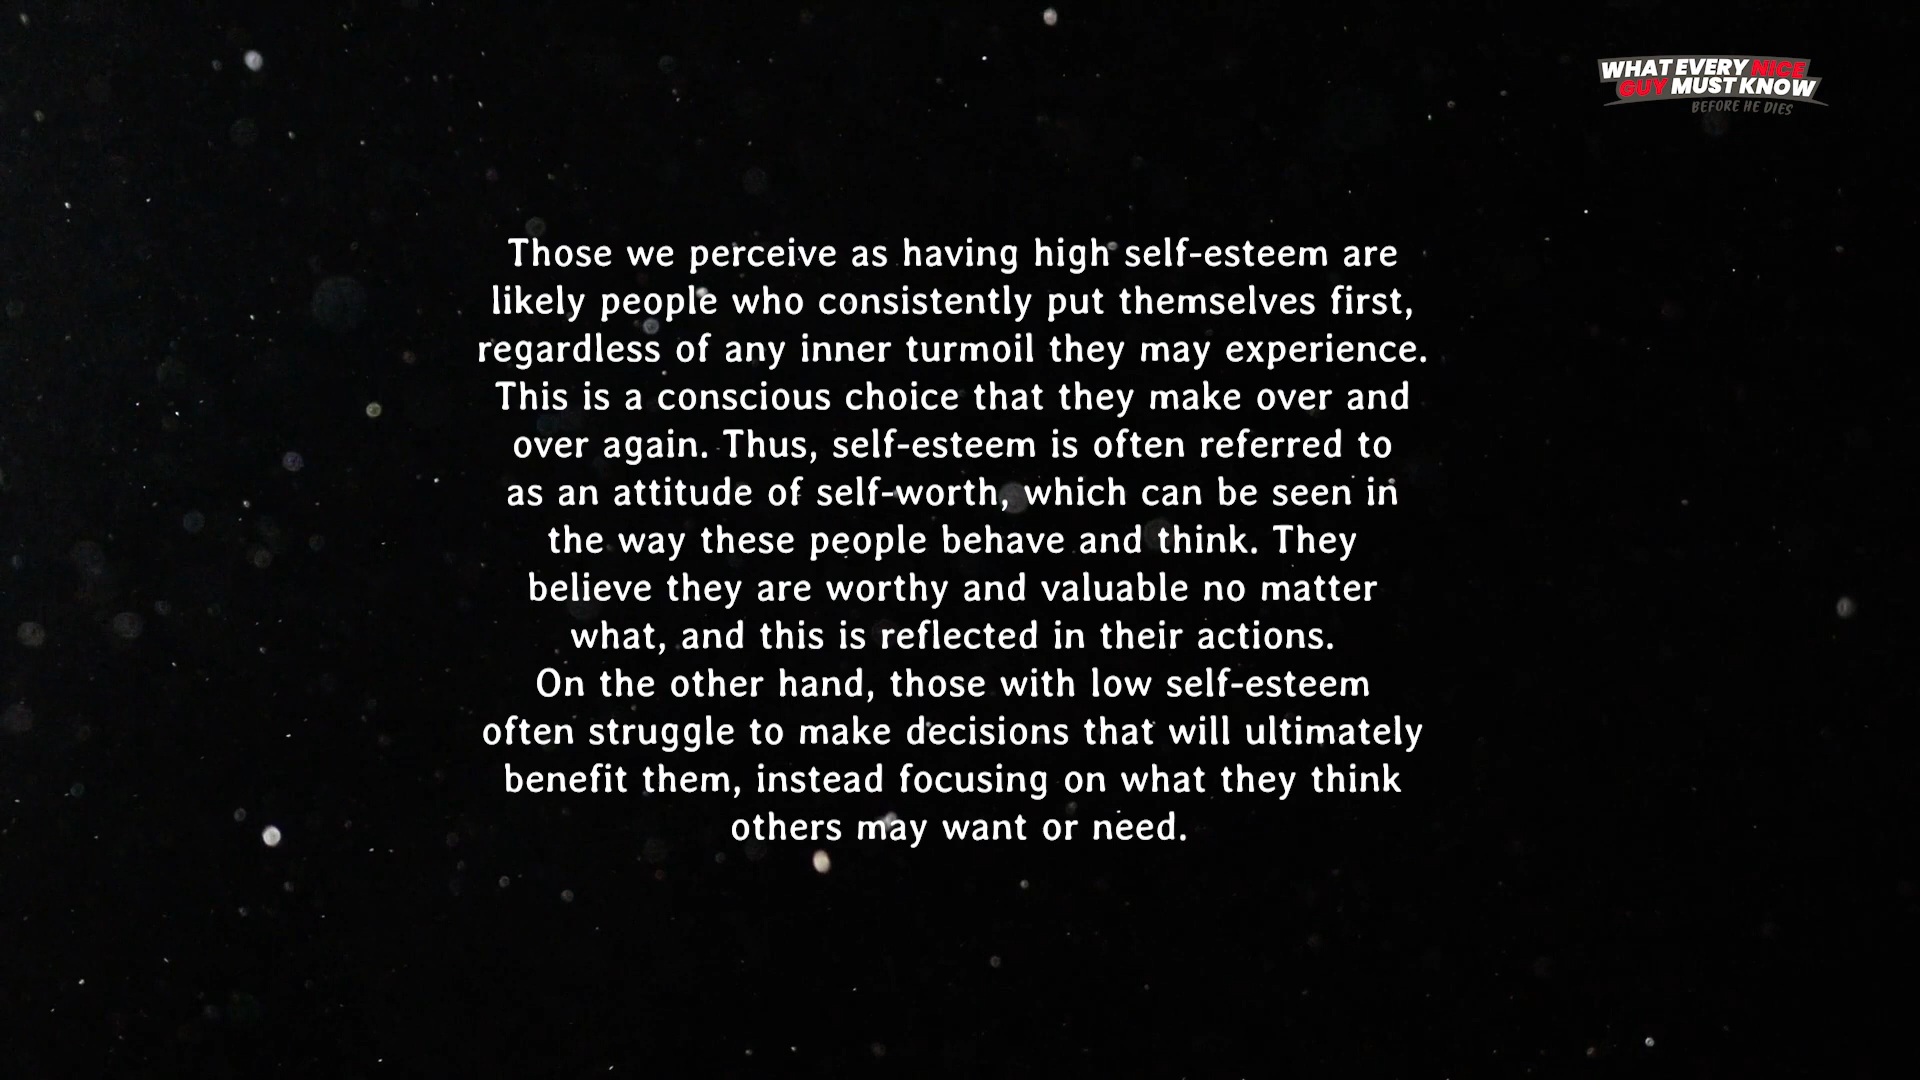 WHAT EVERY NICE
GUY MUST KNOW
BEFORE HE DIES
Those we perceive as having high self-esteem are
likely people who consistently put themselves first,
regardless of any inner turmoil they may experience.
This is a conscious choice that they make over and
over again. Thus, self-esteem is often referred to
as an attitude of self-worth, which can be seen in
the way these people behave and think. They
believe they are worthy and valuable no matter
what, and this is reflected in their actions.
On the other hand, those with low self-esteem
often struggle to make decisions that will ultimately
benefit them, instead focusing on what they think
others may want or need.